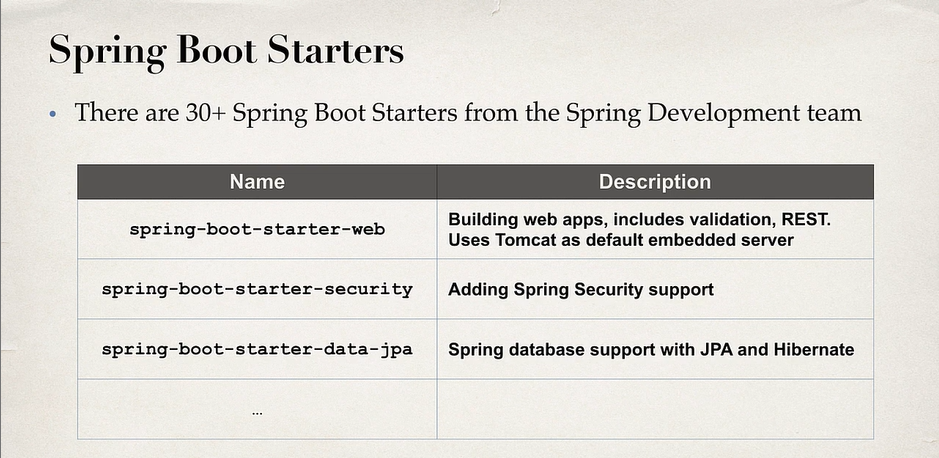 Spring Boot Starters
• There are 30+ Spring Boot Starters from the Spring Development team
Name
Description
spring-boot-starter-web
Building web apps, includes validation, REST.
Uses Tomcat as default embedded server
spring-boot-starter-security
Adding Spring Security support
spring-boot-starter-data-jpa
Spring database support with JPA and Hibernate
...